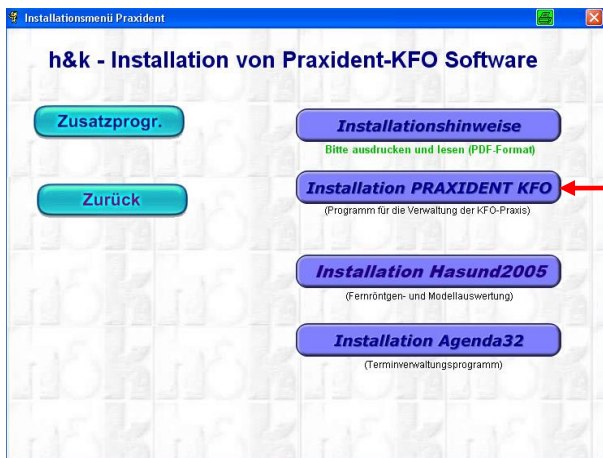 Installationsmenü Praxident
h&k - Installation von Praxident-KFO Software
Zusatzprogr.
Zurück
Installationshinweise
Bitte ausdrucken und lesen (PDF-Format)
Installation PRAXIDENT KFO
(Programm für die Verwaltung der KFO-Praxis)
Installation Hasund2005
(Fernröntgen- und Modellauswertung)
Installation Agenda32
(Terminverwaltungsprogramm)